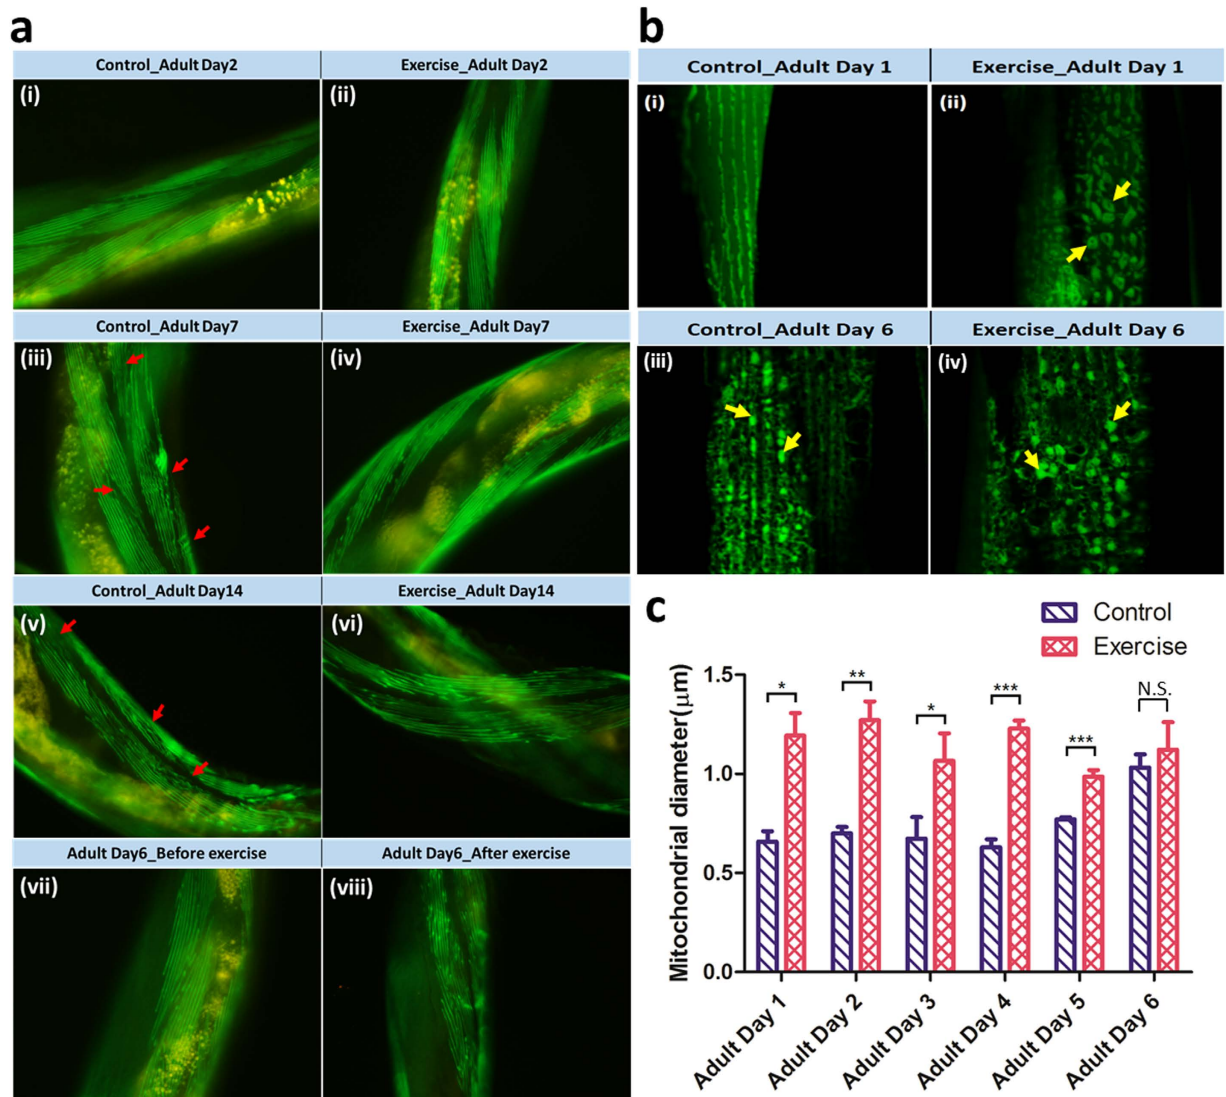 a
Control_Adult Day2
Exercise_Adult Day2
(i)
(ii)
Control_Adult Day7
Exercise_Adult Day7
(iii)
(iv)
Control_Adult Day14
Exercise_Adult Day14
(v)
(vi)
Adult Day6_Before exercise
Adult Day6_After exercise
(vii)
(viii)
b
Control_Adult Day 1
Exercise_Adult Day 1
(i)
(ii)
Control_Adult Day 6
Exercise_Adult Day 6
(iii)
(iv)
c
Control
Exercise
Mitochondrial diameter(μm)
1.5
1.0
0.5
0.0
*
**
*
***
***
N.S.
Adult Day 1
Adult Day 2
Adult Day 3
Adult Day 4
Adult Day 5
Adult Day 6